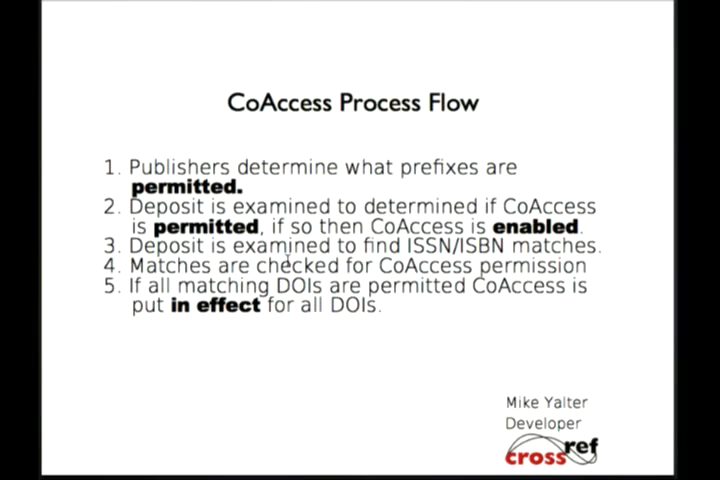 CoAccess Process Flow
1. Publishers determine what prefixes are
permitted.
2. Deposit is examined to determined if CoAccess
is permitted, if so then CoAccess is enabled.
3. Deposit is examined to find ISSN/ISBN matches.
4. Matches are checked for CoAccess permission
5. If all matching DOIs are permitted CoAccess is
put in effect for all DOIs.
Mike Yalter
Developer
crossref